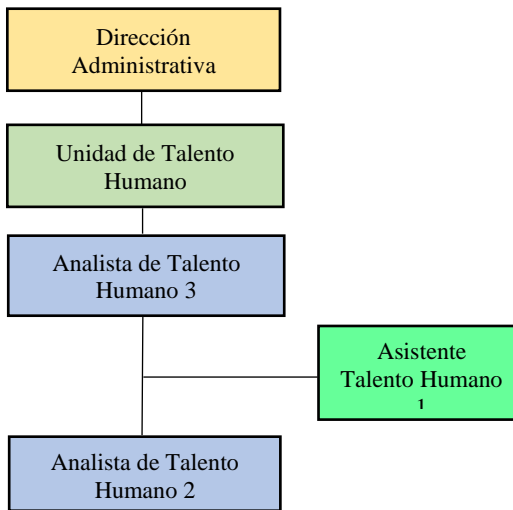 Dirección
Administrativa
Unidad de Talento
Humano
Analista de Talento
Humano 3
Asistente
Talento Humano
1
Analista de Talento
Humano 2